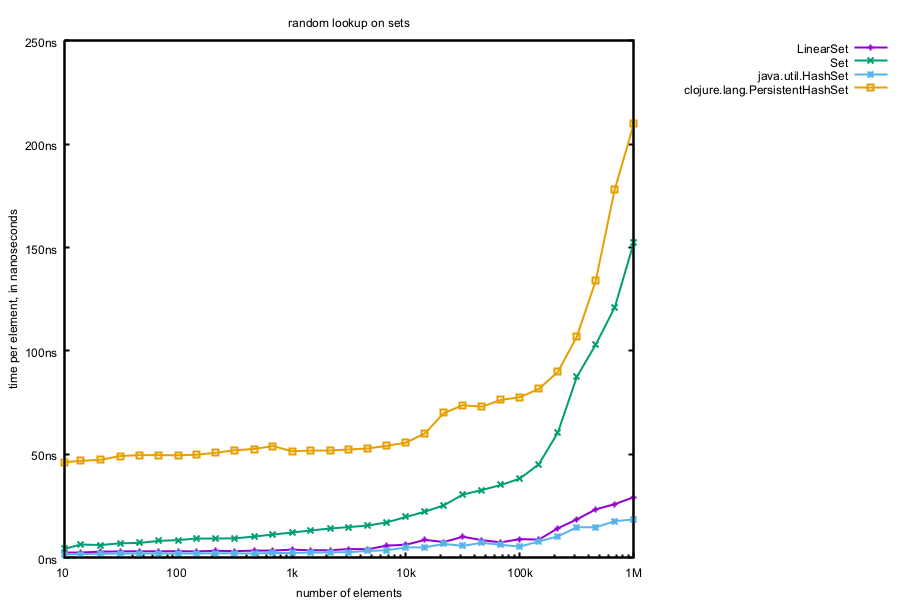 random lookup on sets
250ns
200ns
150ns
100ns
50ns
0ns
time per element, in nanoseconds
10
100
1k
10k
100k
1M
number of elements
LinearSet
Set
java.util.HashSet
clojure.lang.PersistentHashSet